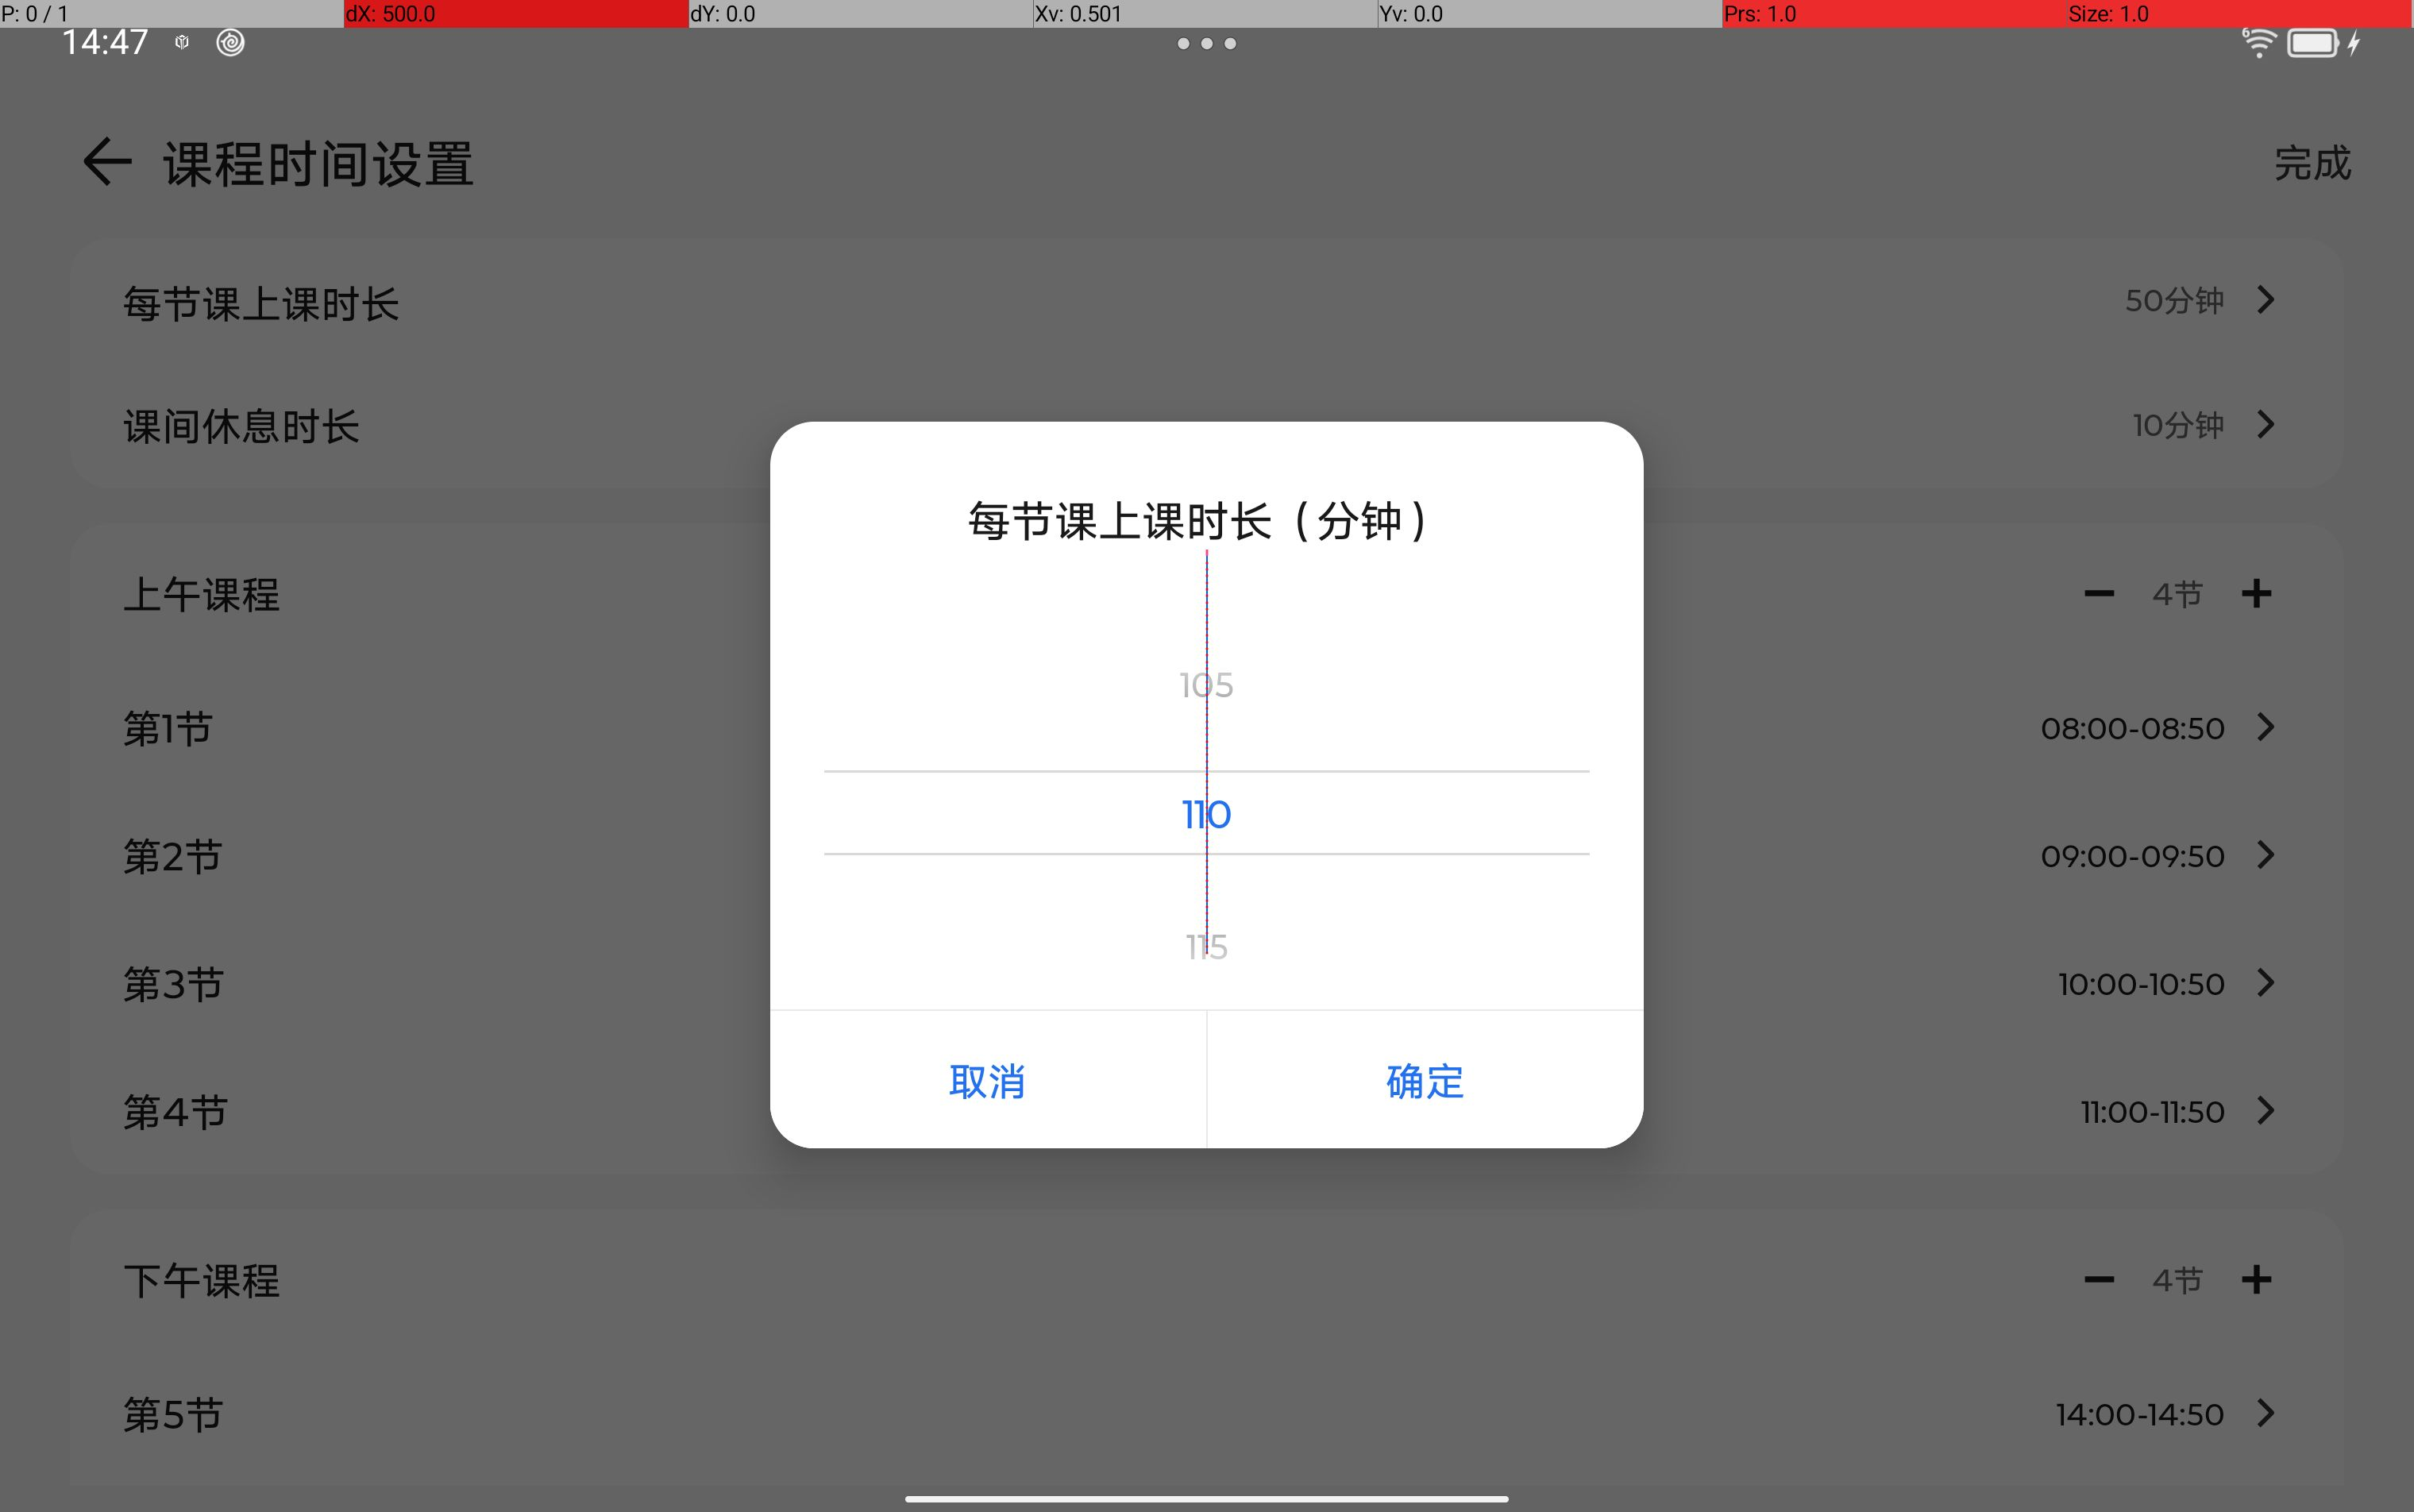 P: 0 / 1 dX: 500.0 dY: 0.0 Xv: 0.501 Yv: 0.0 Prs: 1.0 Size: 1.0
14:47 6
课程时间设置 完成
每节课上课时长 50分钟
课间休息时长 10分钟
每节课上课时长(分钟)
上午课程 4节
105
第1节 08:00-08:50
110
第2节 09:00-09:50
115
第3节 10:00-10:50
取消 确定
第4节 11:00-11:50
下午课程 4节
第5节 14:00-14:50